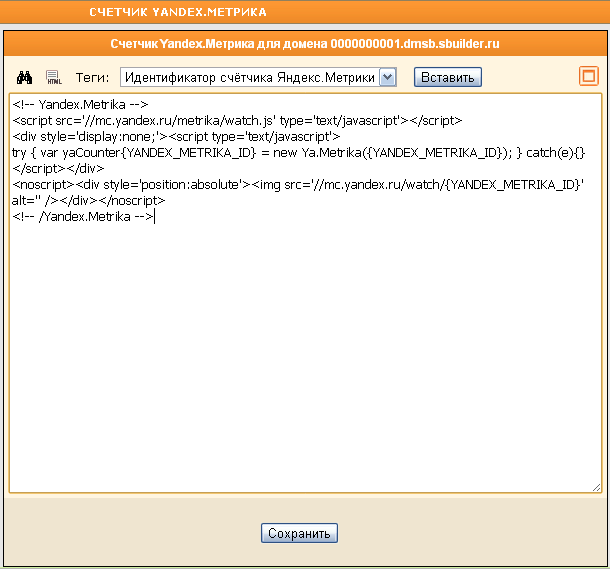 СЧЕТЧИК YANDEX.МЕТРИКА
Счетчик Yandex.Метрика для домена 0000000001.dmsb.sbuilder.ru
HTML Теги: Идентификатор счётчика Яндекс.Метрики Вставить
<!-- Yandex.Metrika -->
<script src='//mc.yandex.ru/metrika/watch.js' type='text/javascript'></script>
<div style='display:none;'><script type='text/javascript'>
try { var yaCounter{YANDEX_METRIKA_ID} = new Ya.Metrika({YANDEX_METRIKA_ID}); } catch(e){}
</script></div>
<noscript><div style='position:absolute'><img src='//mc.yandex.ru/watch/{YANDEX_METRIKA_ID}'
alt='' /></div></noscript>
<!-- /Yandex.Metrika -->
Сохранить